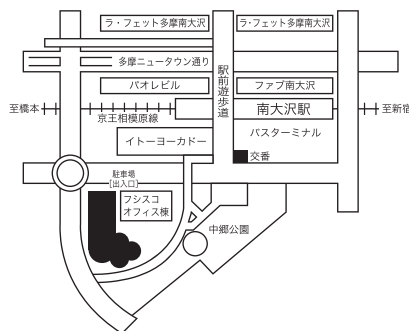 ラ・フェット多摩南大沢
ラ・フェット多摩南大沢
多摩ニュータウン通り
駅前遊歩道
パオレビル
ファブ南大沢
至橋本
南大沢駅
至新宿
京王相模原線
バスターミナル
イトーヨーカドー
交番
駐車場
[出入口]
フジスコ
オフィス棟
中郷公園